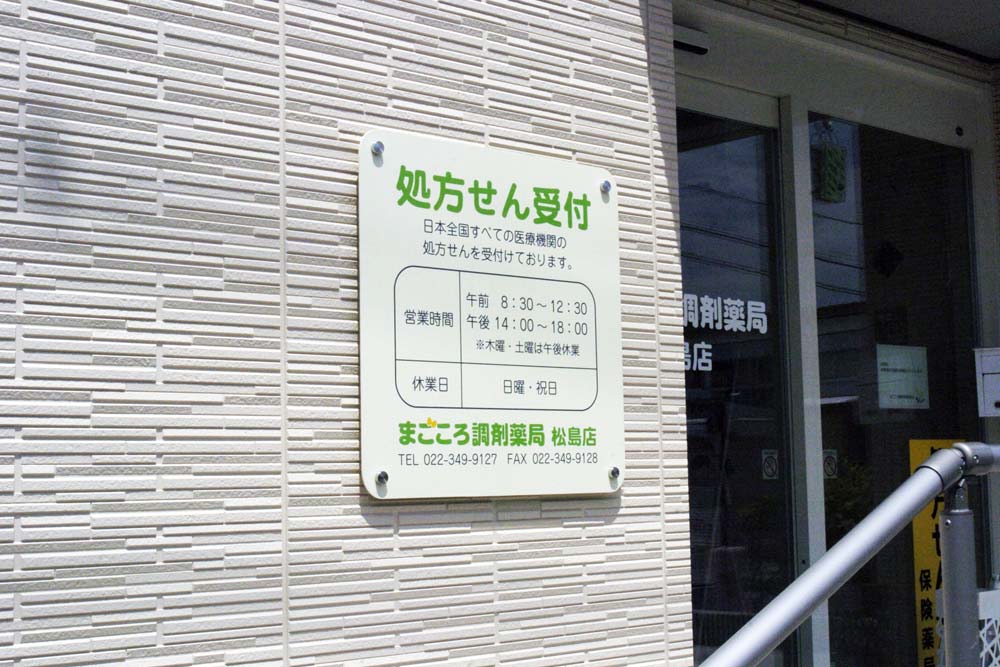 処方せん受付
日本全国すべての医療機関の
処方せんを受付けております。
営業時間
午前 8：30～12：30
午後 14：00～18：00
※木曜・土曜は午後休業
休業日
日曜・祝日
まごころ調剤薬局 松島店
TEL 022-349-9127 FAX 022-349-9128
調剤薬局
島店
保険薬